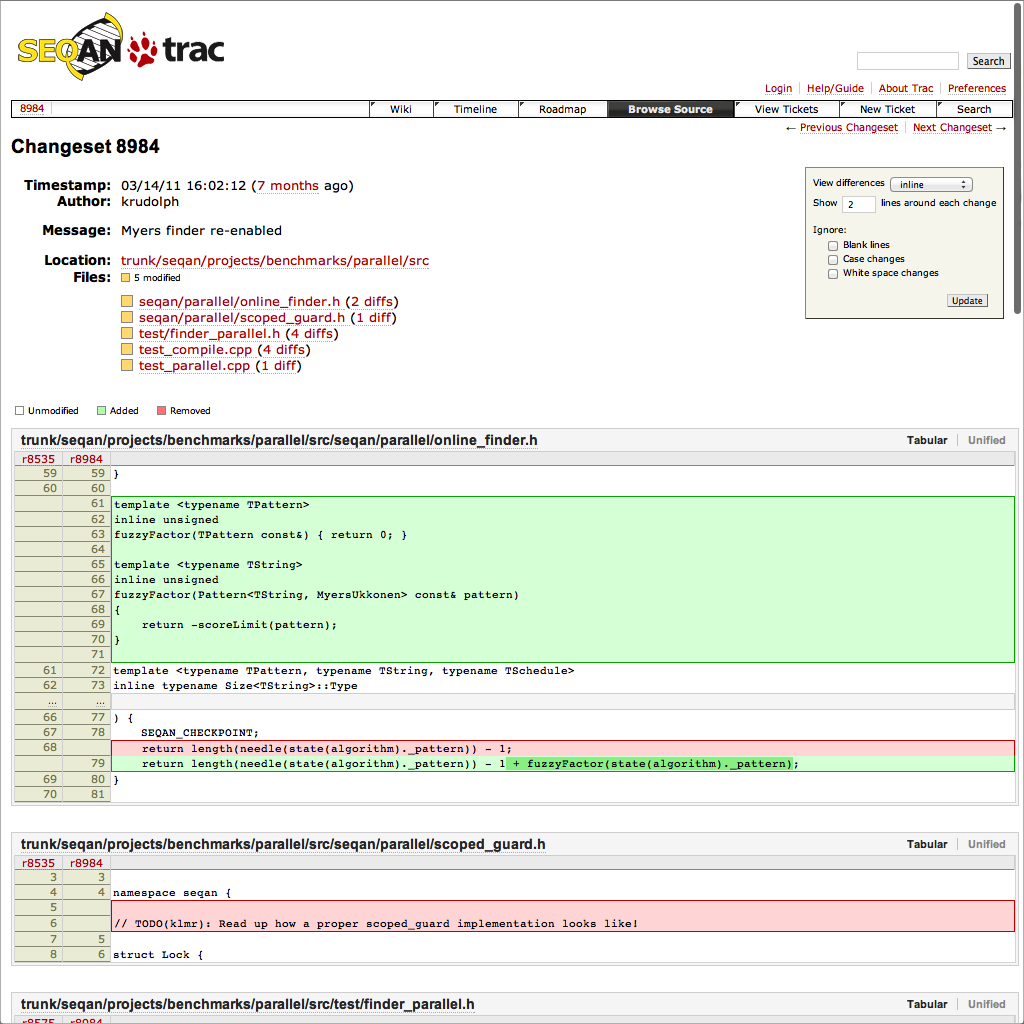 SEQAN trac
Search
Login Help/Guide About Trac Preferences
8984 Wiki Timeline Roadmap Browse Source View Tickets New Ticket Search
← Previous Changeset Next Changeset →
Changeset 8984
Timestamp: 03/14/11 16:02:12 (7 months ago)
Author: krudolph
Message: Myers finder re-enabled
Location: trunk/seqan/projects/benchmarks/parallel/src
Files: 5 modified
seqan/parallel/online_finder.h (2 diffs)
seqan/parallel/scoped_guard.h (1 diff)
test/finder_parallel.h (4 diffs)
test_compile.cpp (4 diffs)
test_parallel.cpp (1 diff)
View differences inline
Show 2 lines around each change
Ignore:
Blank lines
Case changes
White space changes
Update
Unmodified Added Removed
trunk/seqan/projects/benchmarks/parallel/src/seqan/parallel/online_finder.h Tabular Unified
r8535 r8984
59 59 }
60 60
61 template <typename TPattern>
62 inline unsigned
63 fuzzyFactor(TPattern const&) { return 0; }
64
65 template <typename TString>
66 inline unsigned
67 fuzzyFactor(Pattern<TString, MyersUkkonen> const& pattern)
68 {
69     return -scoreLimit(pattern);
70 }
71
61 72 template <typename TPattern, typename TString, typename TSchedule>
62 73 inline typename Size<TString>::Type
… …
66 77 ) {
67 78     SEQAN_CHECKPOINT;
68     return length(needle(state(algorithm)._pattern)) - 1;
79     return length(needle(state(algorithm)._pattern)) - 1 + fuzzyFactor(state(algorithm)._pattern);
69 80 }
70 81
trunk/seqan/projects/benchmarks/parallel/src/seqan/parallel/scoped_guard.h Tabular Unified
r8535 r8984
3 3
4 4 namespace seqan {
5
6 // TODO(klmr): Read up how a proper scoped_guard implementation looks like!
7 5
8 6 struct Lock {
trunk/seqan/projects/benchmarks/parallel/src/test/finder_parallel.h Tabular Unified
r8575 r8984